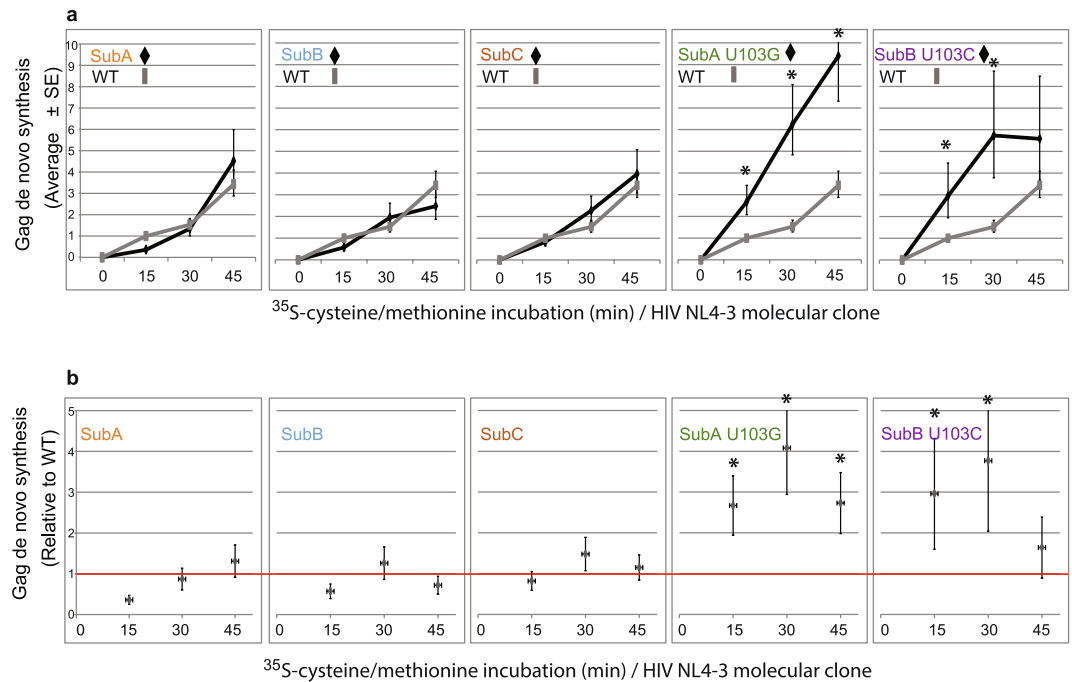 a
Gag de novo synthesis
(Average ± SE)
10
9
8
7
6
5
4
3
2
1
0
SubA
WT
0 15 30 45
SubB
WT
0 15 30 45
SubC
WT
0 15 30 45
SubA U103G
WT
* * *
0 15 30 45
SubB U103C
WT
* *
0 15 30 45
35S-cysteine/methionine incubation (min) / HIV NL4-3 molecular clone
b
Gag de novo synthesis
(Relative to WT)
5
4
3
2
1
0
SubA
0 15 30 45
SubB
0 15 30 45
SubC
0 15 30 45
SubA U103G
* * *
0 15 30 45
SubB U103C
* *
0 15 30 45
35S-cysteine/methionine incubation (min) / HIV NL4-3 molecular clone